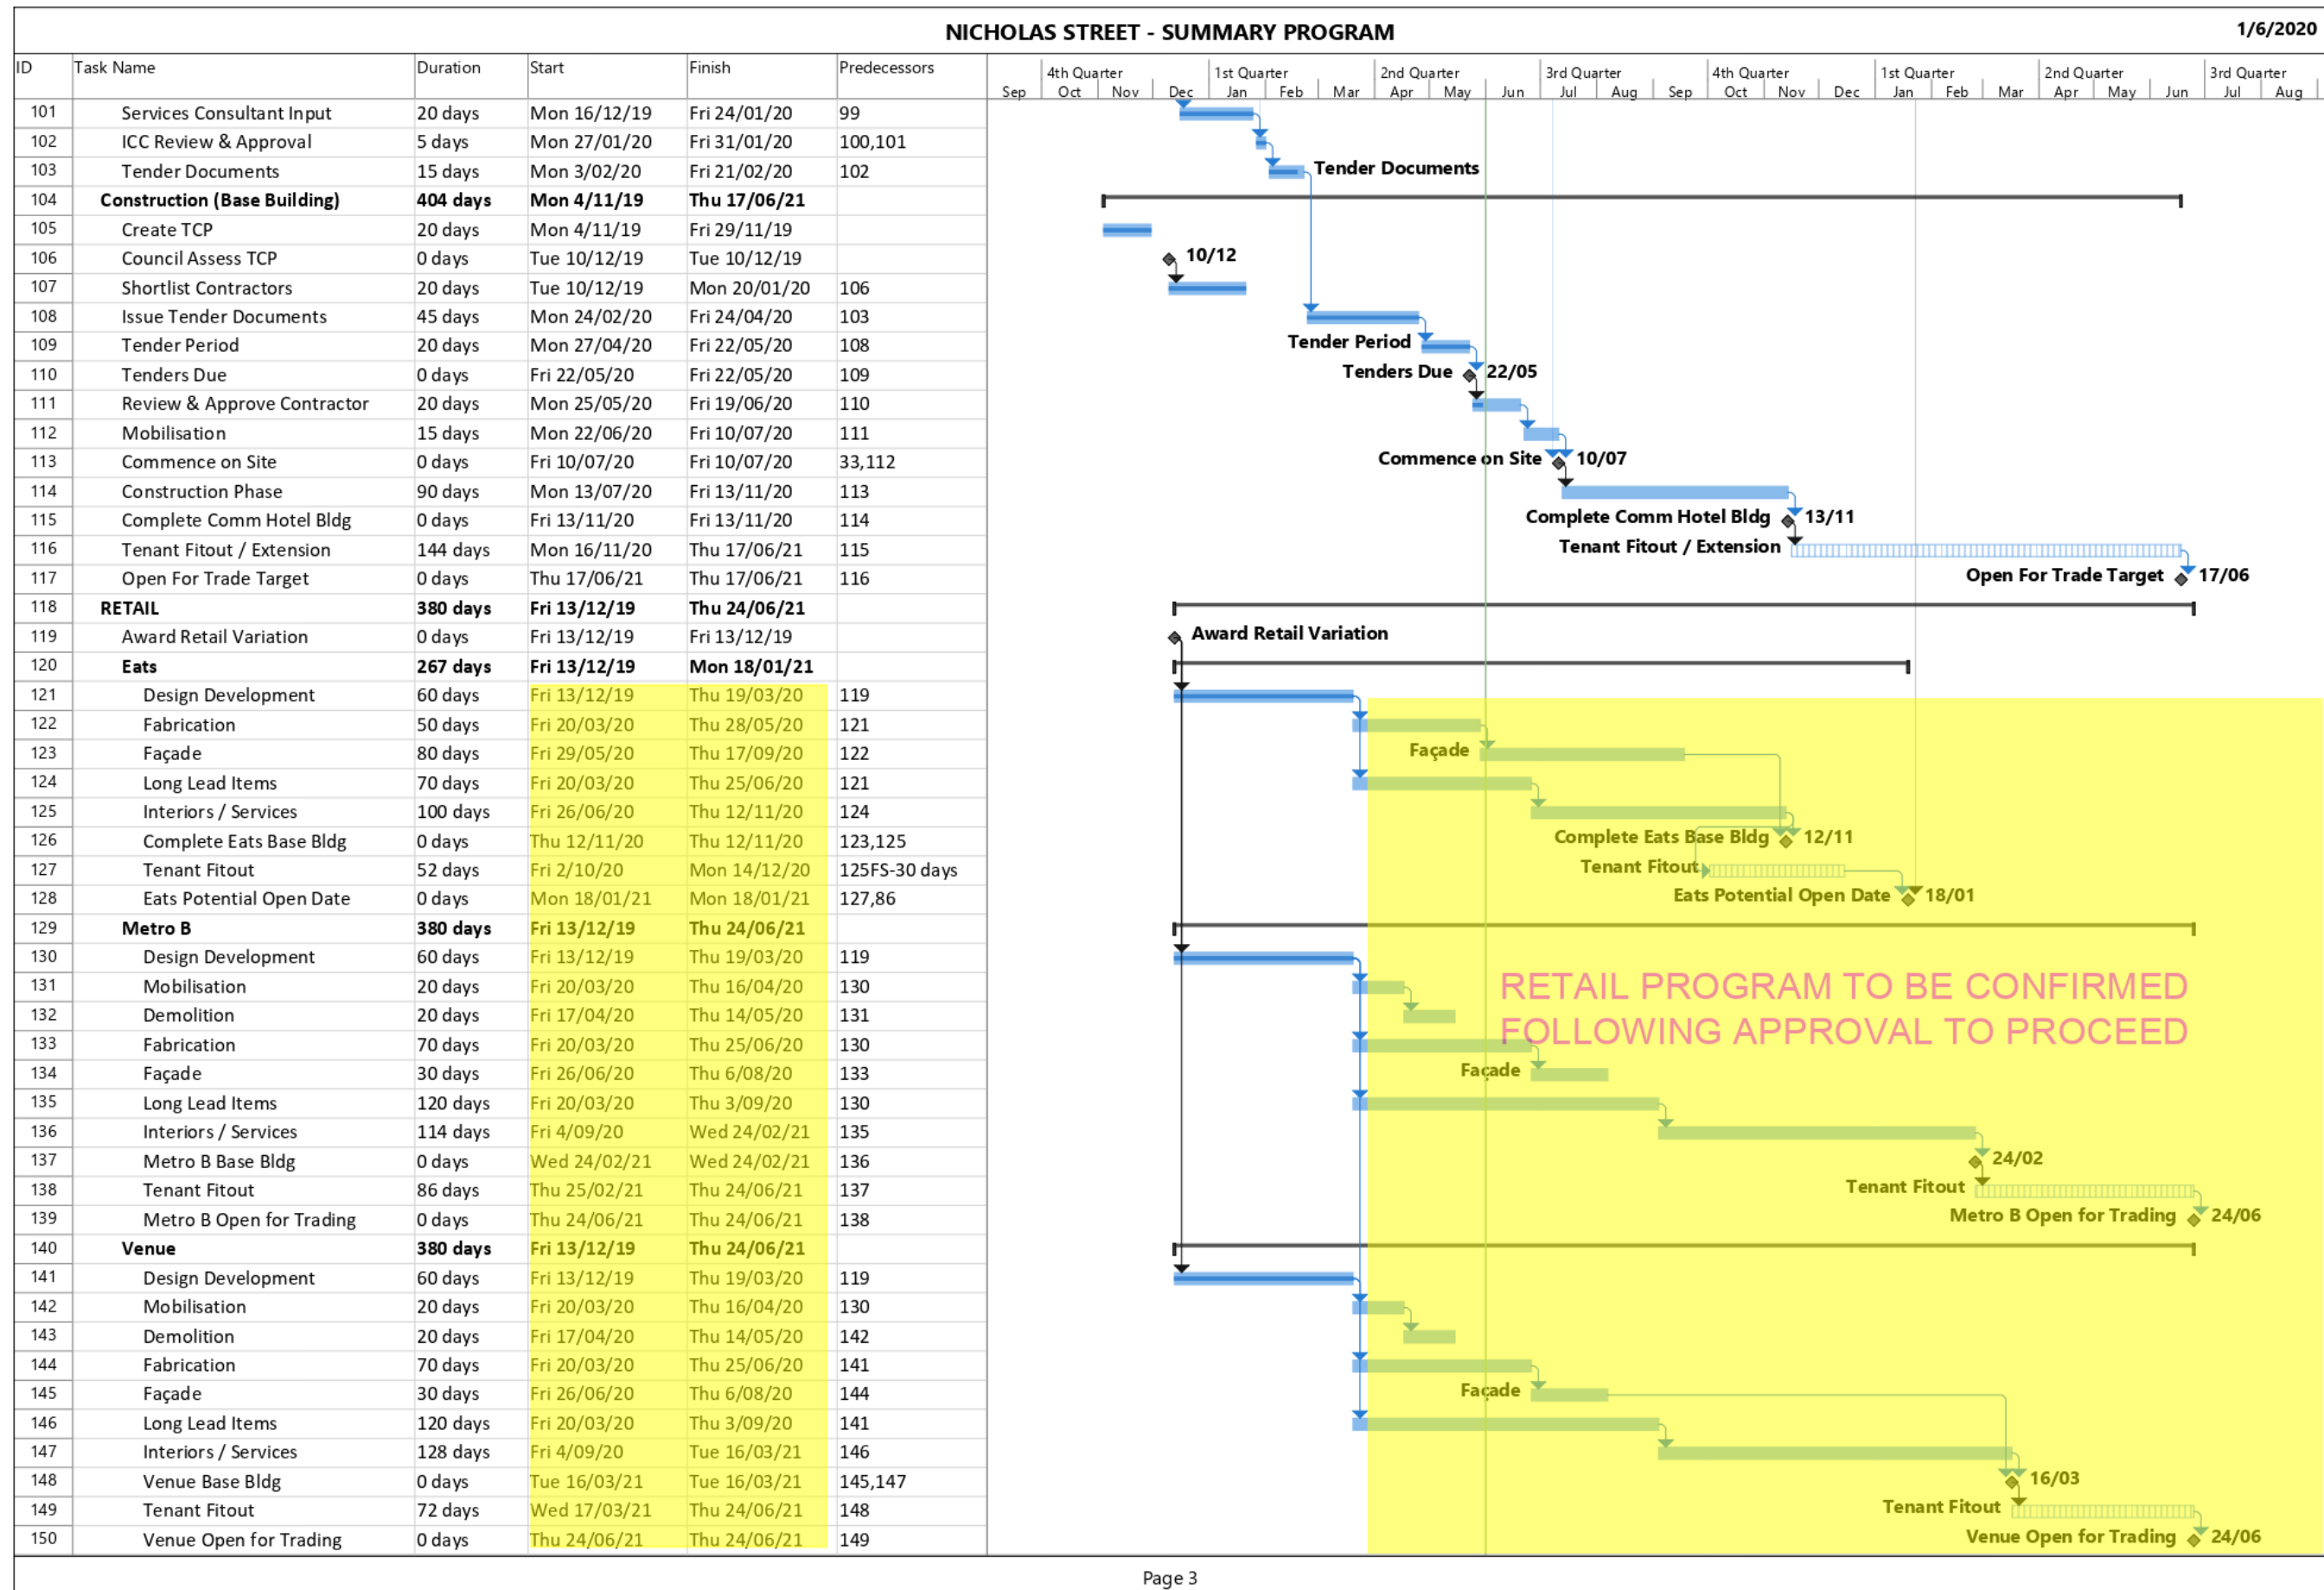 NICHOLAS STREET - SUMMARY PROGRAM 1/6/2020
ID Task Name Duration Start Finish Predecessors 4th Quarter 1st Quarter 2nd Quarter 3rd Quarter 4th Quarter 1st Quarter 2nd Quarter 3rd Quarter
Sep Oct Nov Dec Jan Feb Mar Apr May Jun Jul Aug Sep Oct Nov Dec Jan Feb Mar Apr May Jun Jul Aug
101 Services Consultant Input 20 days Mon 16/12/19 Fri 24/01/20 99
102 ICC Review & Approval 5 days Mon 27/01/20 Fri 31/01/20 100,101
103 Tender Documents 15 days Mon 3/02/20 Fri 21/02/20 102 Tender Documents
104 Construction (Base Building) 404 days Mon 4/11/19 Thu 17/06/21
105 Create TCP 20 days Mon 4/11/19 Fri 29/11/19
106 Council Assess TCP 0 days Tue 10/12/19 Tue 10/12/19 10/12
107 Shortlist Contractors 20 days Tue 10/12/19 Mon 20/01/20 106
108 Issue Tender Documents 45 days Mon 24/02/20 Fri 24/04/20 103
109 Tender Period 20 days Mon 27/04/20 Fri 22/05/20 108 Tender Period
110 Tenders Due 0 days Fri 22/05/20 Fri 22/05/20 109 Tenders Due 22/05
111 Review & Approve Contractor 20 days Mon 25/05/20 Fri 19/06/20 110
112 Mobilisation 15 days Mon 22/06/20 Fri 10/07/20 111
113 Commence on Site 0 days Fri 10/07/20 Fri 10/07/20 33,112 Commence on Site 10/07
114 Construction Phase 90 days Mon 13/07/20 Fri 13/11/20 113
115 Complete Comm Hotel Bldg 0 days Fri 13/11/20 Fri 13/11/20 114 Complete Comm Hotel Bldg 13/11
116 Tenant Fitout / Extension 144 days Mon 16/11/20 Thu 17/06/21 115 Tenant Fitout / Extension
117 Open For Trade Target 0 days Thu 17/06/21 Thu 17/06/21 116 Open For Trade Target 17/06
118 RETAIL 380 days Fri 13/12/19 Thu 24/06/21
119 Award Retail Variation 0 days Fri 13/12/19 Fri 13/12/19 Award Retail Variation
120 Eats 267 days Fri 13/12/19 Mon 18/01/21
121 Design Development 60 days Fri 13/12/19 Thu 19/03/20 119
122 Fabrication 50 days Fri 20/03/20 Thu 28/05/20 121
123 Façade 80 days Fri 29/05/20 Thu 17/09/20 122 Façade
124 Long Lead Items 70 days Fri 20/03/20 Thu 25/06/20 121
125 Interiors / Services 100 days Fri 26/06/20 Thu 12/11/20 124
126 Complete Eats Base Bldg 0 days Thu 12/11/20 Thu 12/11/20 123,125 Complete Eats Base Bldg 12/11
127 Tenant Fitout 52 days Fri 2/10/20 Mon 14/12/20 125FS-30 days Tenant Fitout
128 Eats Potential Open Date 0 days Mon 18/01/21 Mon 18/01/21 127,86 Eats Potential Open Date 18/01
129 Metro B 380 days Fri 13/12/19 Thu 24/06/21
130 Design Development 60 days Fri 13/12/19 Thu 19/03/20 119
131 Mobilisation 20 days Fri 20/03/20 Thu 16/04/20 130 RETAIL PROGRAM TO BE CONFIRMED
132 Demolition 20 days Fri 17/04/20 Thu 14/05/20 131 FOLLOWING APPROVAL TO PROCEED
133 Fabrication 70 days Fri 20/03/20 Thu 25/06/20 130
134 Façade 30 days Fri 26/06/20 Thu 6/08/20 133 Façade
135 Long Lead Items 120 days Fri 20/03/20 Thu 3/09/20 130
136 Interiors / Services 114 days Fri 4/09/20 Wed 24/02/21 135
137 Metro B Base Bldg 0 days Wed 24/02/21 Wed 24/02/21 136 24/02
138 Tenant Fitout 86 days Thu 25/02/21 Thu 24/06/21 137 Tenant Fitout
139 Metro B Open for Trading 0 days Thu 24/06/21 Thu 24/06/21 138 Metro B Open for Trading 24/06
140 Venue 380 days Fri 13/12/19 Thu 24/06/21
141 Design Development 60 days Fri 13/12/19 Thu 19/03/20 119
142 Mobilisation 20 days Fri 20/03/20 Thu 16/04/20 130
143 Demolition 20 days Fri 17/04/20 Thu 14/05/20 142
144 Fabrication 70 days Fri 20/03/20 Thu 25/06/20 141
145 Façade 30 days Fri 26/06/20 Thu 6/08/20 144 Façade
146 Long Lead Items 120 days Fri 20/03/20 Thu 3/09/20 141
147 Interiors / Services 128 days Fri 4/09/20 Tue 16/03/21 146
148 Venue Base Bldg 0 days Tue 16/03/21 Tue 16/03/21 145,147 16/03
149 Tenant Fitout 72 days Wed 17/03/21 Thu 24/06/21 148 Tenant Fitout
150 Venue Open for Trading 0 days Thu 24/06/21 Thu 24/06/21 149 Venue Open for Trading 24/06
Page 3